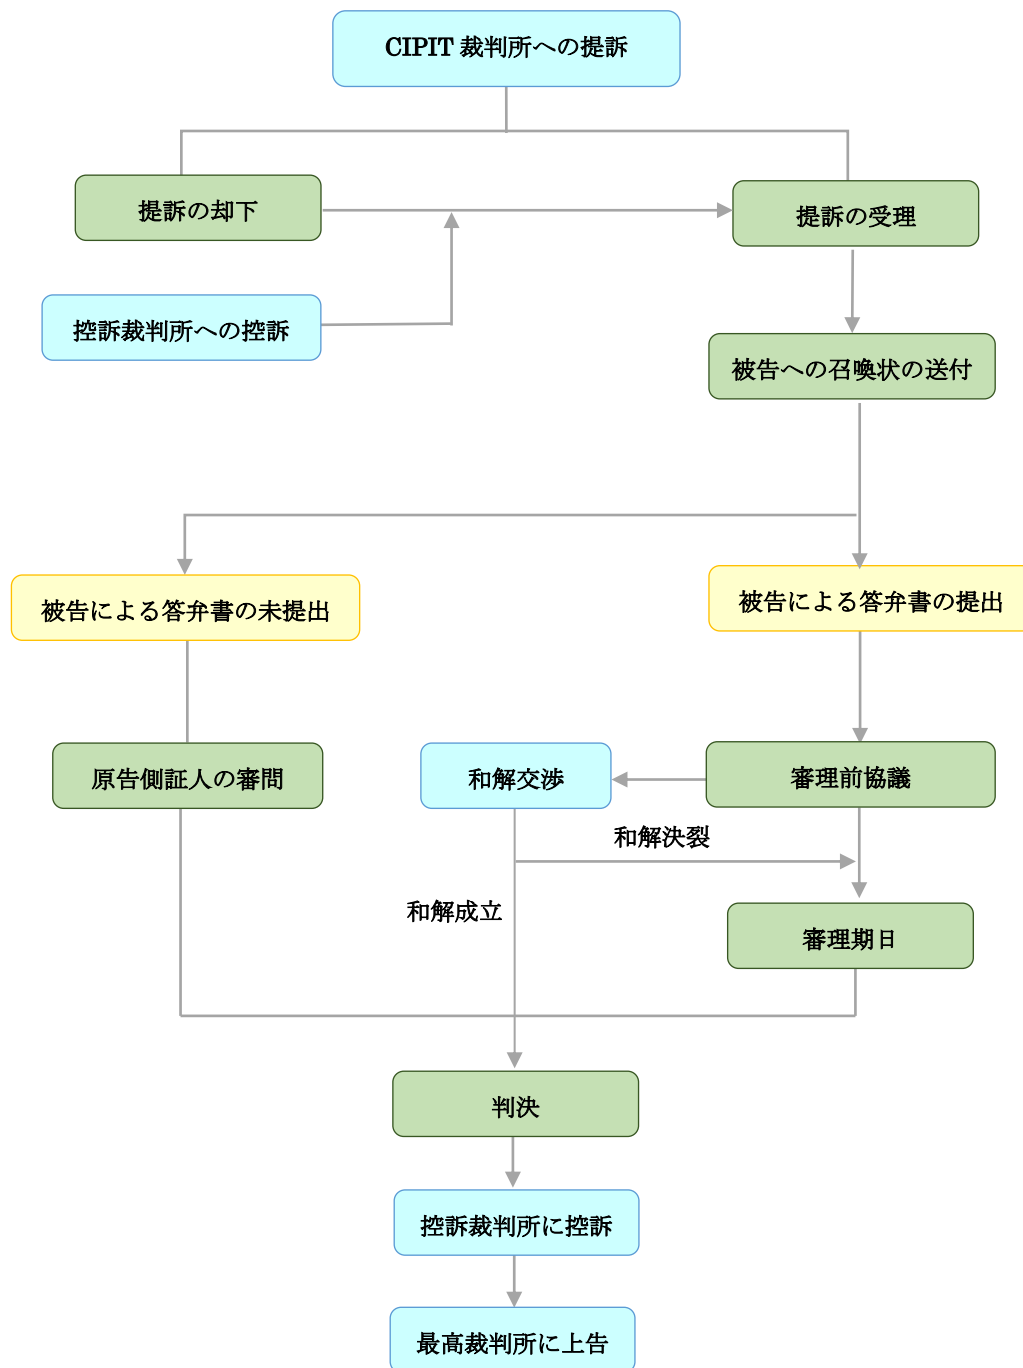 CIPIT 裁判所への提訴
提訴の却下
提訴の受理
控訴裁判所への控訴
被告への召喚状の送付
被告による答弁書の未提出
被告による答弁書の提出
原告側証人の審問
和解交渉
審理前協議
和解決裂
和解成立
審理期日
判決
控訴裁判所に控訴
最高裁判所に上告